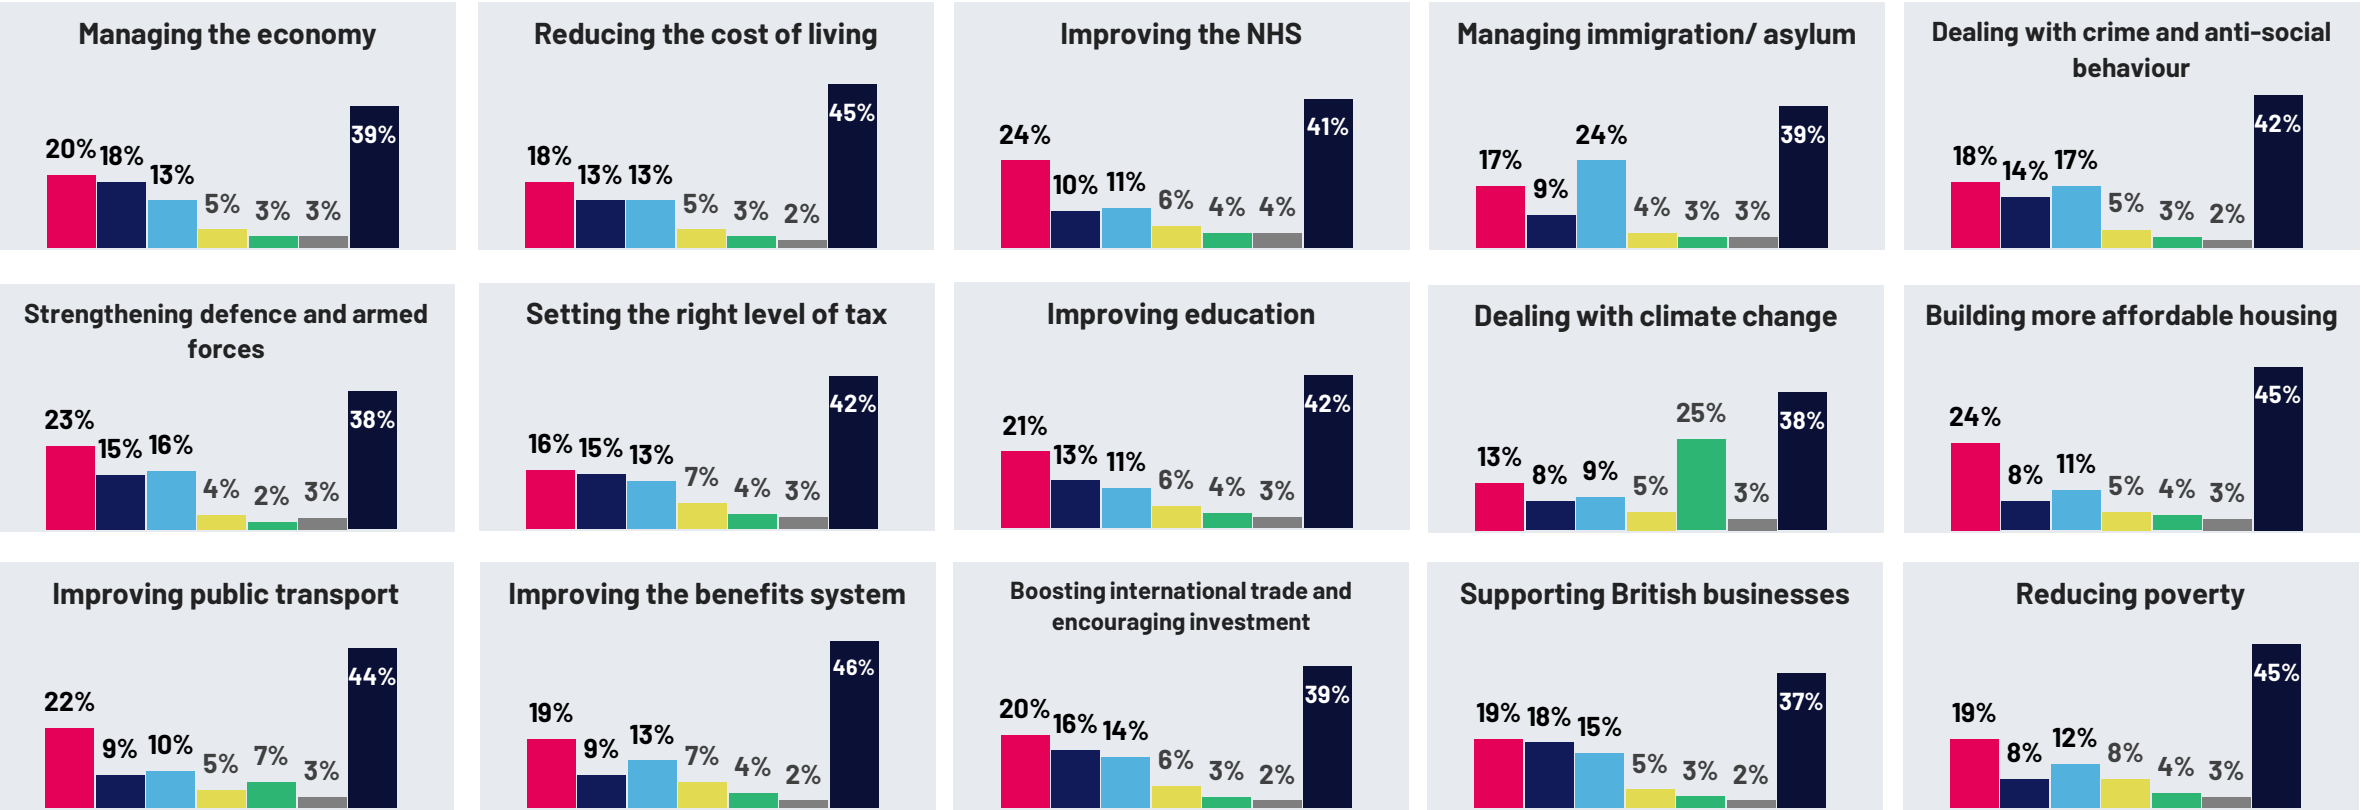 Managing the economy
20% 18% 13% 5% 3% 3% 39%
Reducing the cost of living
18% 13% 13% 5% 3% 2% 45%
Improving the NHS
24% 10% 11% 6% 4% 4% 41%
Managing immigration/ asylum
17% 9% 24% 4% 3% 3% 39%
Dealing with crime and anti-social
behaviour
18% 14% 17% 5% 3% 2% 42%
Strengthening defence and armed
forces
23% 15% 16% 4% 2% 3% 38%
Setting the right level of tax
16% 15% 13% 7% 4% 3% 42%
Improving education
21% 13% 11% 6% 4% 3% 42%
Dealing with climate change
13% 8% 9% 5% 25% 3% 38%
Building more affordable housing
24% 8% 11% 5% 4% 3% 45%
Improving public transport
22% 9% 10% 5% 7% 3% 44%
Improving the benefits system
19% 9% 13% 7% 4% 2% 46%
Boosting international trade and
encouraging investment
20% 16% 14% 6% 3% 2% 39%
Supporting British businesses
19% 18% 15% 5% 3% 2% 37%
Reducing poverty
19% 8% 12% 8% 4% 3% 45%